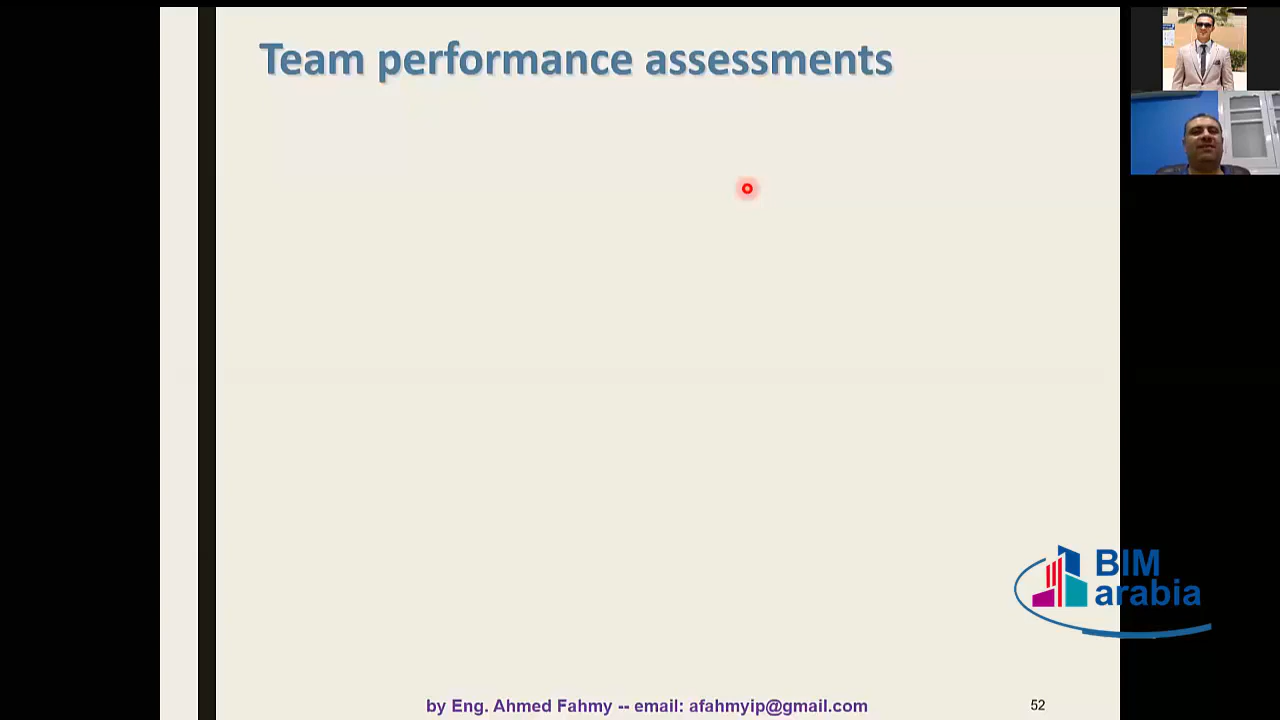 Team performance assessments
BIM
arabia
by Eng. Ahmed Fahmy -- email: afahmyip@gmail.com
52